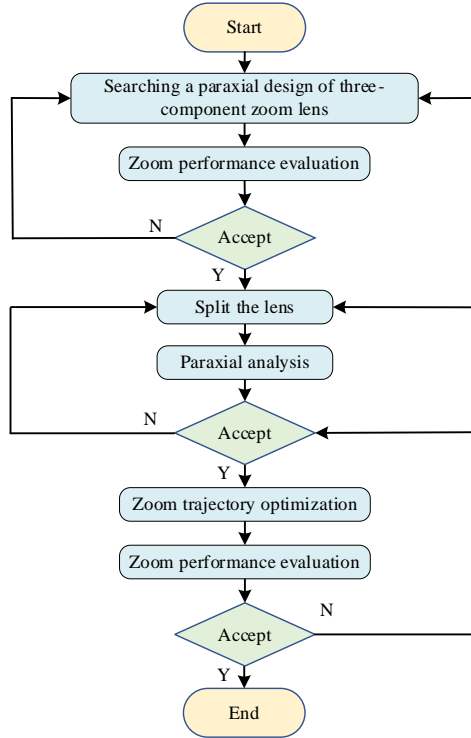 Start
Searching a paraxial design of three-
component zoom lens
Zoom performance evaluation
N
Accept
Y
Split the lens
Paraxial analysis
N
Accept
Y
Zoom trajectory optimization
Zoom performance evaluation
N
Accept
Y
End